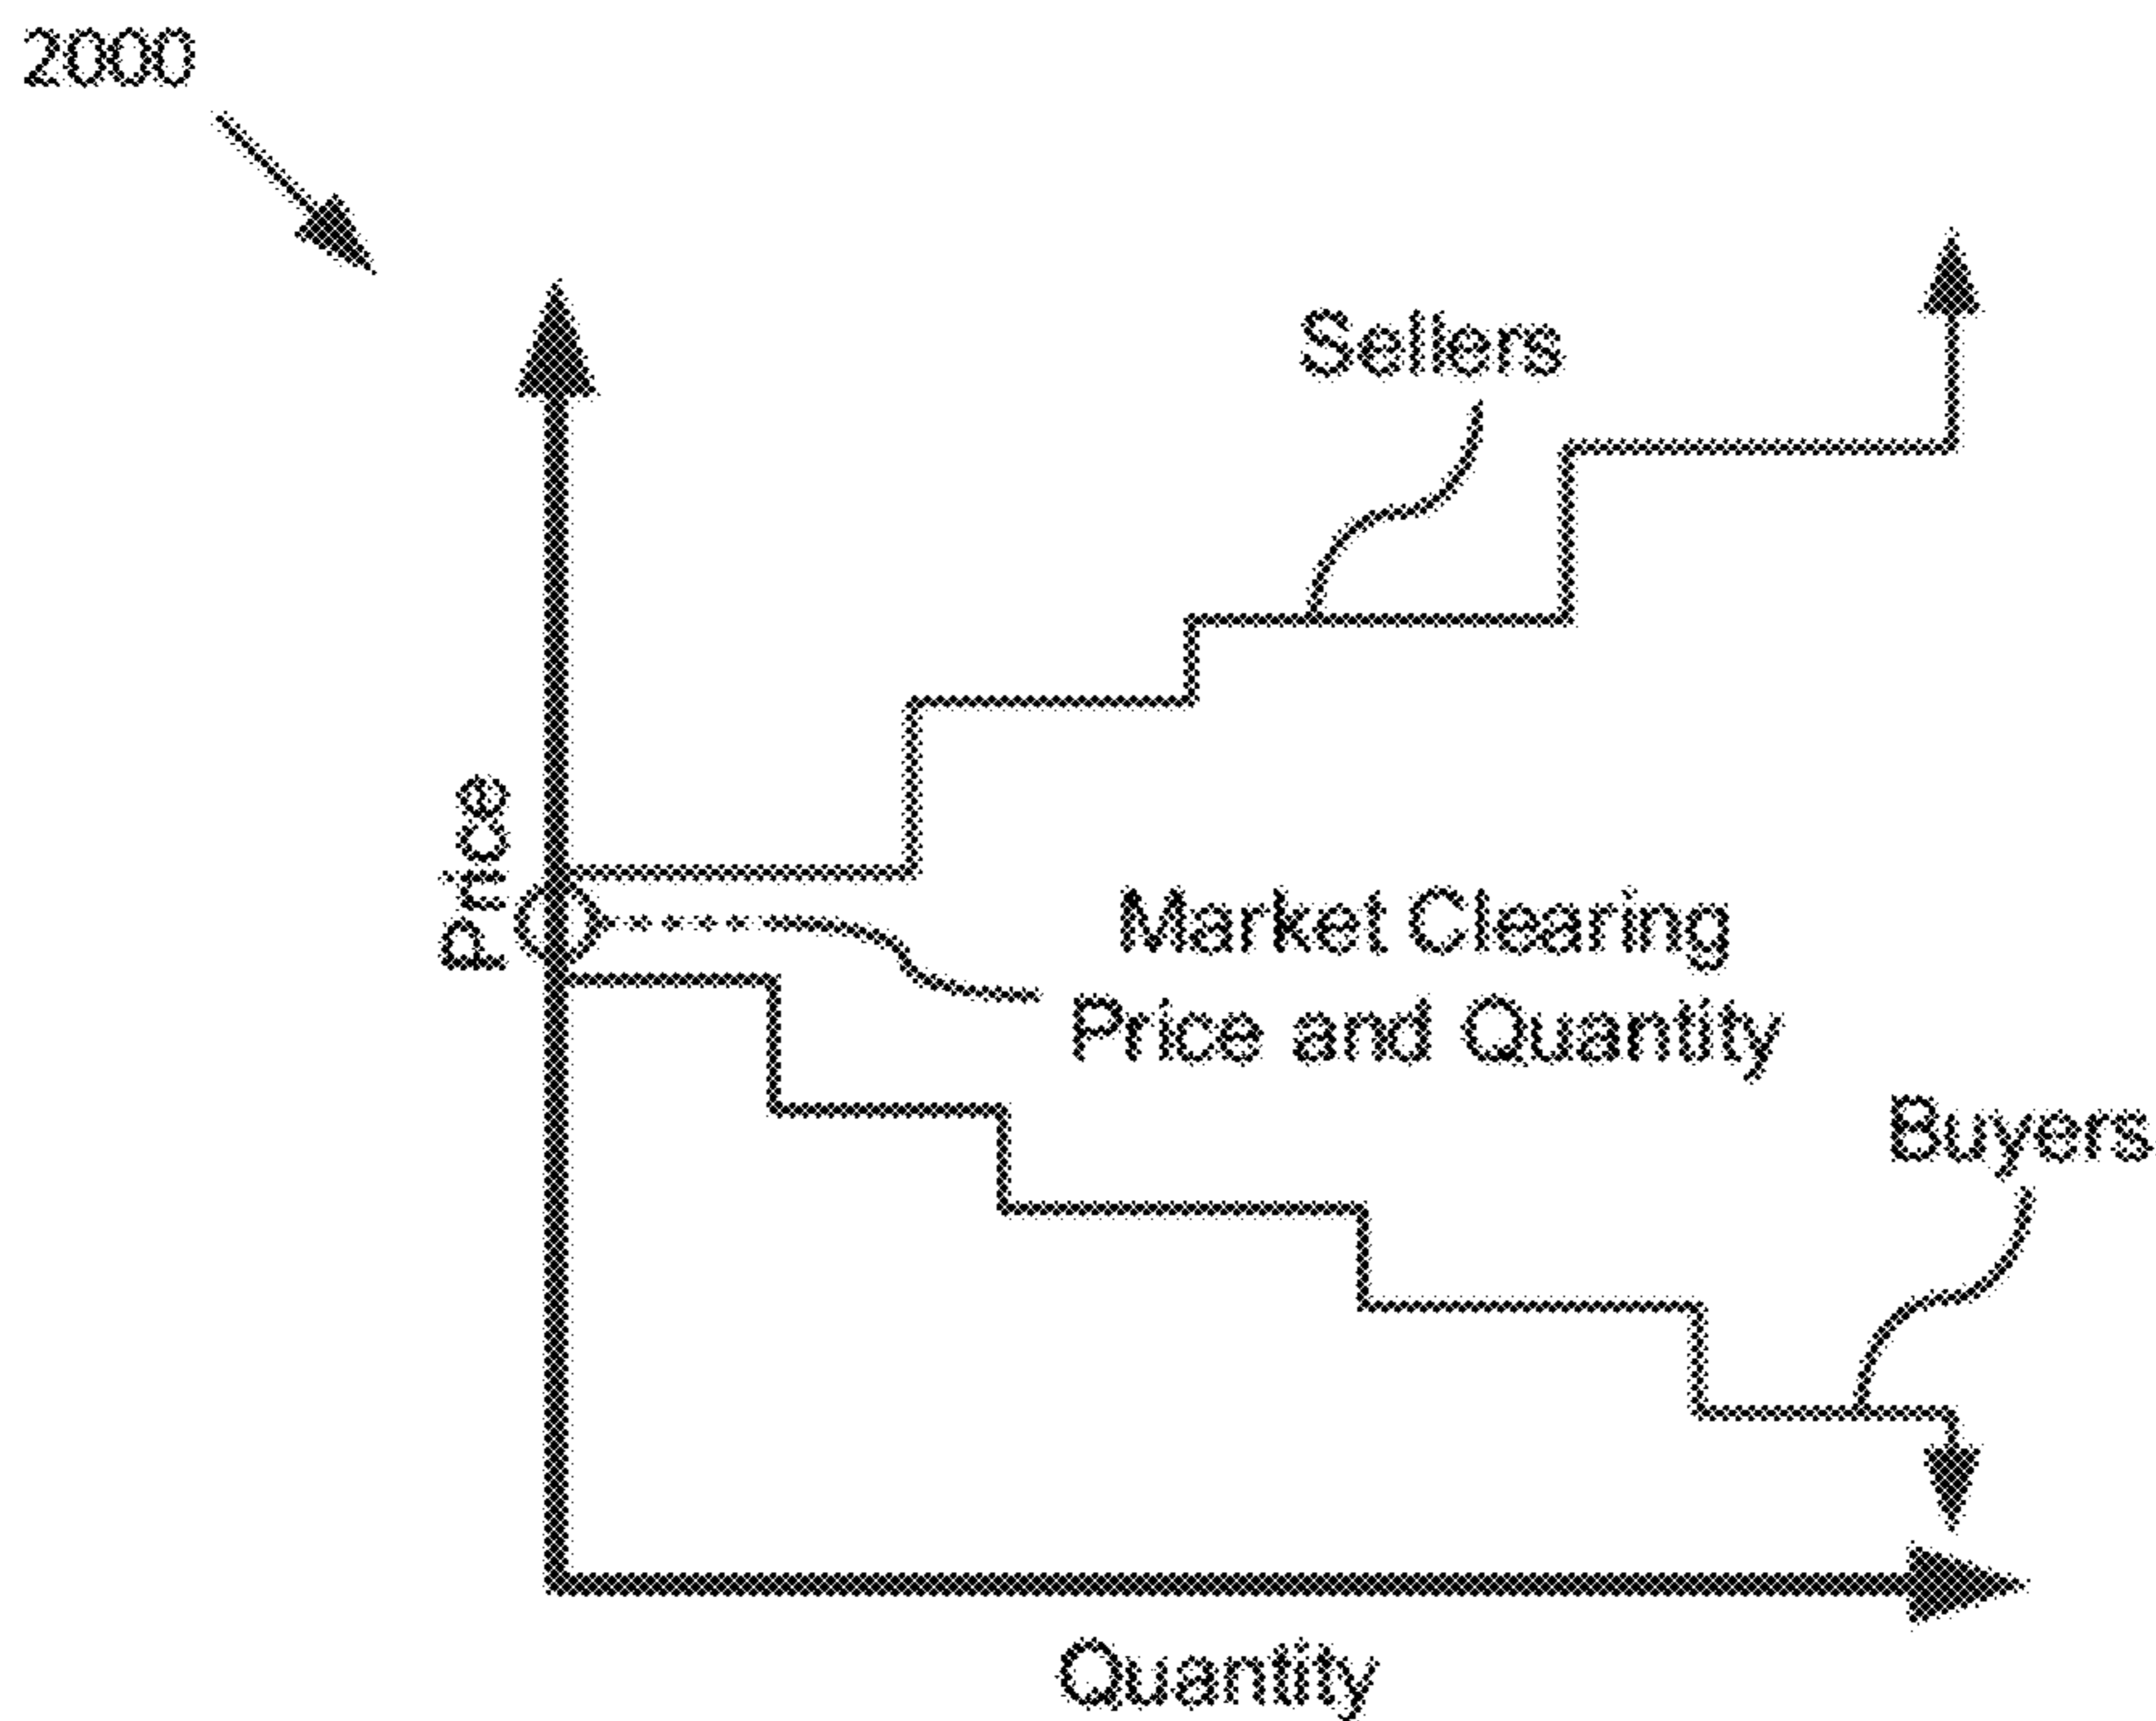 2000
Sellers
Price
Market Clearing
Price and Quantity
Buyers
Quantity